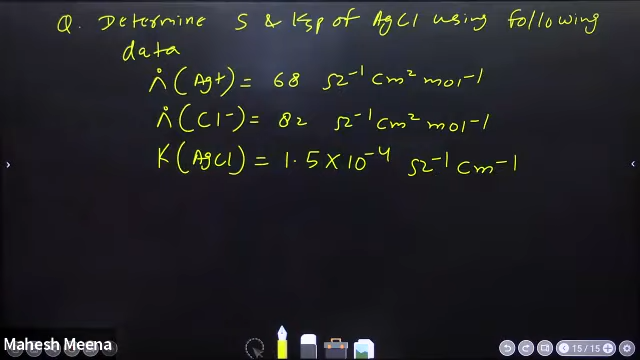 Q. Determine S & Ksp of AgCl using following
data
λ°(Ag+) = 68 Ω⁻¹ cm² mol⁻¹
λ°(Cl-) = 82 Ω⁻¹ cm² mol⁻¹
K(AgCl) = 1.5 × 10⁻⁴ Ω⁻¹ cm⁻¹
Mahesh Meena
15/15